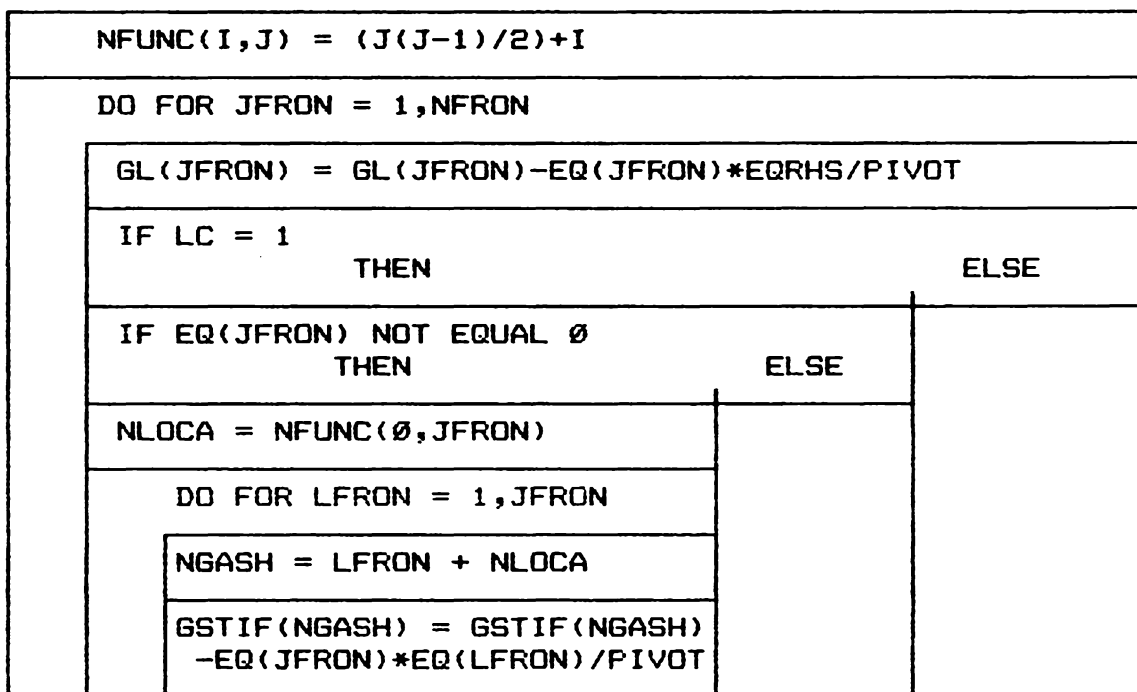 NFUNC(I,J) = (J(J-1)/2)+I
DO FOR JFRON = 1,NFRON
GL(JFRON) = GL(JFRON)-EQ(JFRON)*EQRHS/PIVOT
IF LC = 1
THEN ELSE
IF EQ(JFRON) NOT EQUAL Ø
THEN ELSE
NLOCA = NFUNC(Ø,JFRON)
DO FOR LFRON = 1,JFRON
NGASH = LFRON + NLOCA
GSTIF(NGASH) = GSTIF(NGASH)
-EQ(JFRON)*EQ(LFRON)/PIVOT